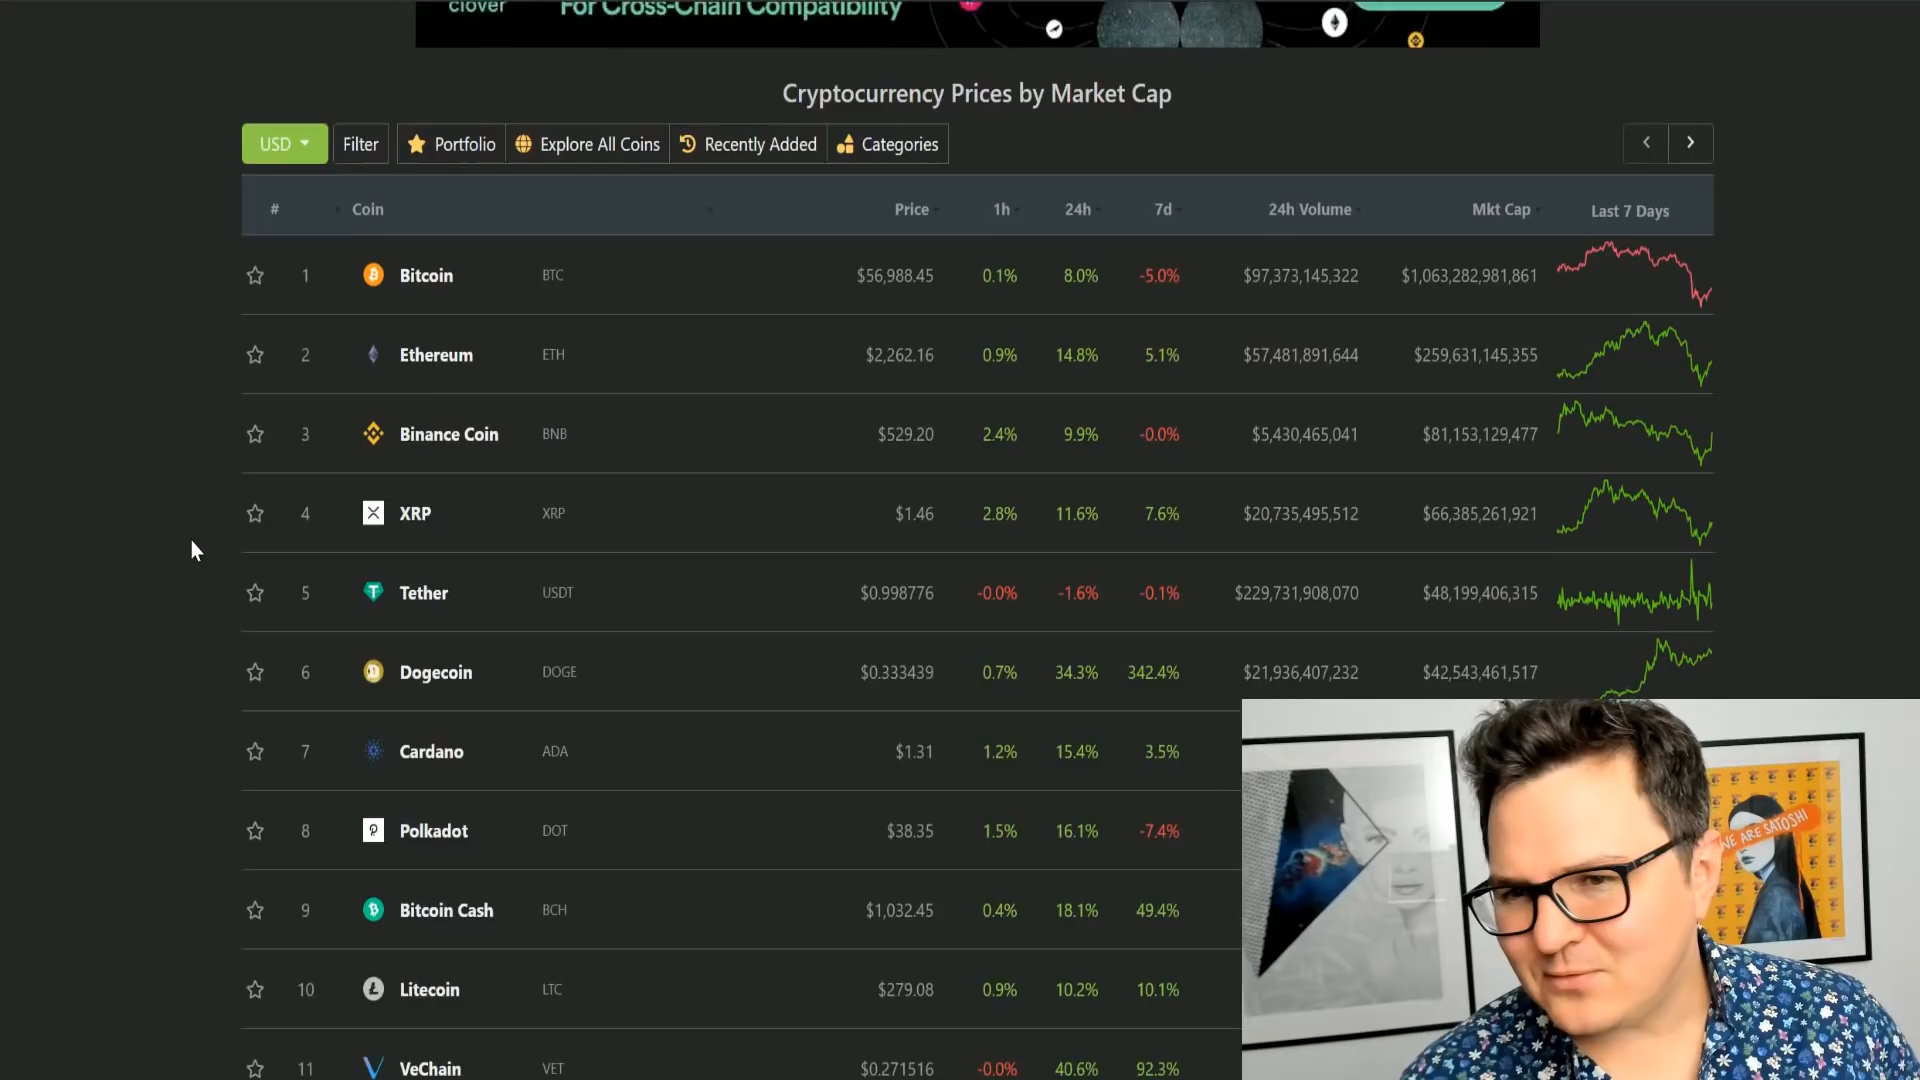 clover For Cross-Chain Compatibility
Cryptocurrency Prices by Market Cap
USD Filter Portfolio Explore All Coins Recently Added Categories
# Coin Price 1h 24h 7d 24h Volume Mkt Cap Last 7 Days
1 Bitcoin BTC $56,988.45 0.1% 8.0% -5.0% $97,373,145,322 $1,063,282,981,861
2 Ethereum ETH $2,262.16 0.9% 14.8% 5.1% $57,481,891,644 $259,631,145,355
3 Binance Coin BNB $529.20 2.4% 9.9% -0.0% $5,430,465,041 $81,153,129,477
4 XRP XRP $1.46 2.8% 11.6% 7.6% $20,735,495,512 $66,385,261,921
5 Tether USDT $0.998776 -0.0% -1.6% -0.1% $229,731,908,070 $48,199,406,315
6 Dogecoin DOGE $0.333439 0.7% 34.3% 342.4% $21,936,407,232 $42,543,461,517
7 Cardano ADA $1.31 1.2% 15.4% 3.5%
8 Polkadot DOT $38.35 1.5% 16.1% -7.4%
9 Bitcoin Cash BCH $1,032.45 0.4% 18.1% 49.4%
10 Litecoin LTC $279.08 0.9% 10.2% 10.1%
11 VeChain VET $0.271516 -0.0% 40.6% 92.3%
WE ARE SATOSHI